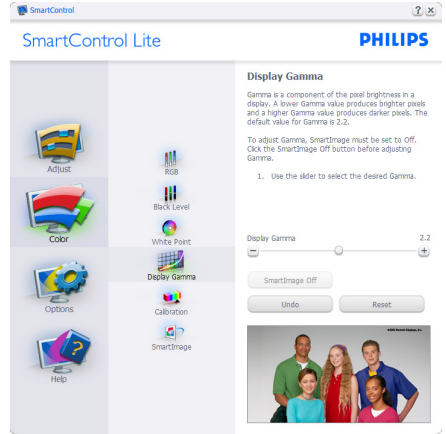 SmartControl
SmartControl Lite
PHILIPS
Adjust
Color
Options
Help
RGB
Black Level
White Point
Display Gamma
Calibration
SmartImage
Display Gamma
Gamma is a component of the pixel brightness in a
display. A lower Gamma value produces brighter pixels
and a higher Gamma value produces darker pixels. The
default value for Gamma is 2.2.
To adjust Gamma, SmartImage must be set to Off.
Click the SmartImage Off button before adjusting
Gamma.
1. Use the slider to select the desired Gamma.
Display Gamma 2.2
SmartImage Off
Undo Reset